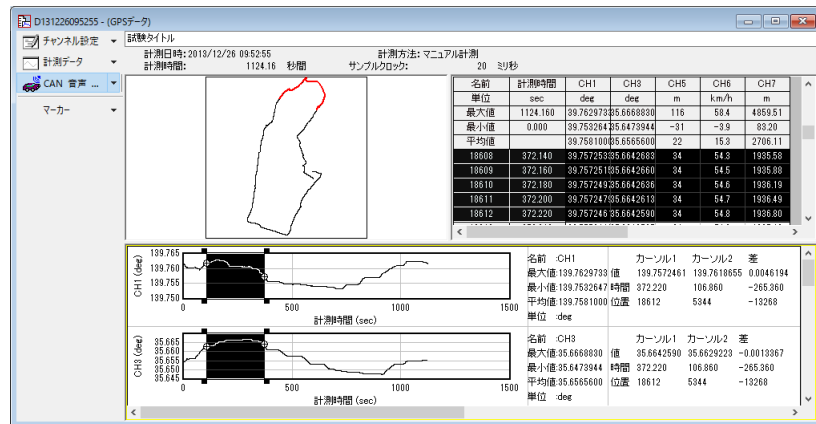 D131226095255 - (GPSデータ)
チャンネル設定
計測データ
CAN 音声 ...
マーカー
試験タイトル
計測日時:2013/12/26 09:52:55 計測方法:マニュアル計測
計測時間: 1124.16 秒間 サンプルクロック: 20 ミリ秒
名前 計測時間 CH1 CH3 CH5 CH6 CH7
単位 sec deg deg m km/h m
最大値 1124.160 39.7629733 35.6668830 116 58.4 4859.51
最小値 0.000 39.7532647 35.6473944 -31 -3.9 83.20
平均値 39.7581000 35.6565600 22 15.3 2706.11
18608 372.140 39.7572533 35.6642683 34 54.3 1935.58
18609 372.160 39.7572515 35.6642660 34 54.5 1935.88
18610 372.180 39.7572492 35.6642636 34 54.6 1936.19
18611 372.200 39.7572479 35.6642613 34 54.7 1936.49
18612 372.220 39.757246 35.6642590 34 54.8 1936.80
CH1 (deg)
139.765
139.760
139.755
139.750
0 500 1000 1500
計測時間 (sec)
名前 :CH1 カーソル1 カーソル2 差
最大値:139.7629733 値 139.7572461 139.7618655 0.0046194
最小値:139.7532647 時間 372.220 106.860 -265.360
平均値:139.7581000 位置 18612 5344 -13268
単位 :deg
CH3 (deg)
35.665
35.660
35.655
35.650
35.645
0 500 1000 1500
計測時間 (sec)
名前 :CH3 カーソル1 カーソル2 差
最大値:35.6668830 値 35.6642590 35.6629223 -0.0013367
最小値:35.6473944 時間 372.220 106.860 -265.360
平均値:35.6565600 位置 18612 5344 -13268
単位 :deg